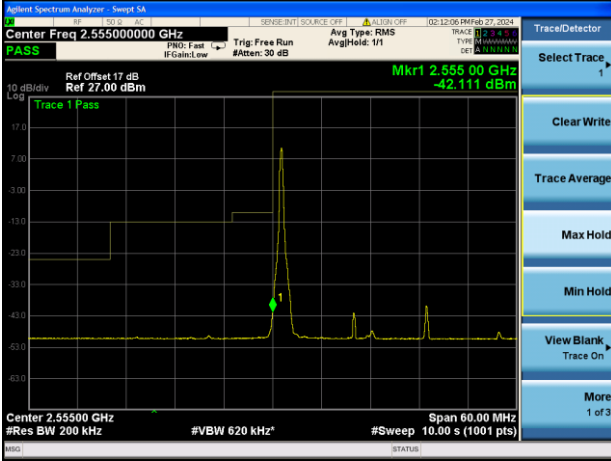 Agilent Spectrum Analyzer - Swept SA
RF 50 Ω AC SENSE:INT SOURCE OFF ALIGN OFF 02:12:06 PM Feb 27, 2024
Center Freq 2.555000000 GHz
Avg Type: RMS
TRACE 1 2 3 4 5 6
PNO: Fast
Trig: Free Run
Avg|Hold: 1/1
TYPE M
PASS
IFGain:Low
#Atten: 30 dB
DET A N N N N N
Mkr1 2.555 00 GHz
-42.111 dBm
Ref Offset 17 dB
10 dB/div Ref 27.00 dBm
Log
Trace 1 Pass
17.0
7.00
-3.00
-13.0
-23.0
-33.0
-43.0
-53.0
-63.0
1
Center 2.55500 GHz
Span 60.00 MHz
#Res BW 200 kHz
#VBW 620 kHz*
#Sweep 10.00 s (1001 pts)
MSG
STATUS
Trace/Detector
Select Trace
1
Clear Write
Trace Average
Max Hold
Min Hold
View Blank
Trace On
More
1 of 3